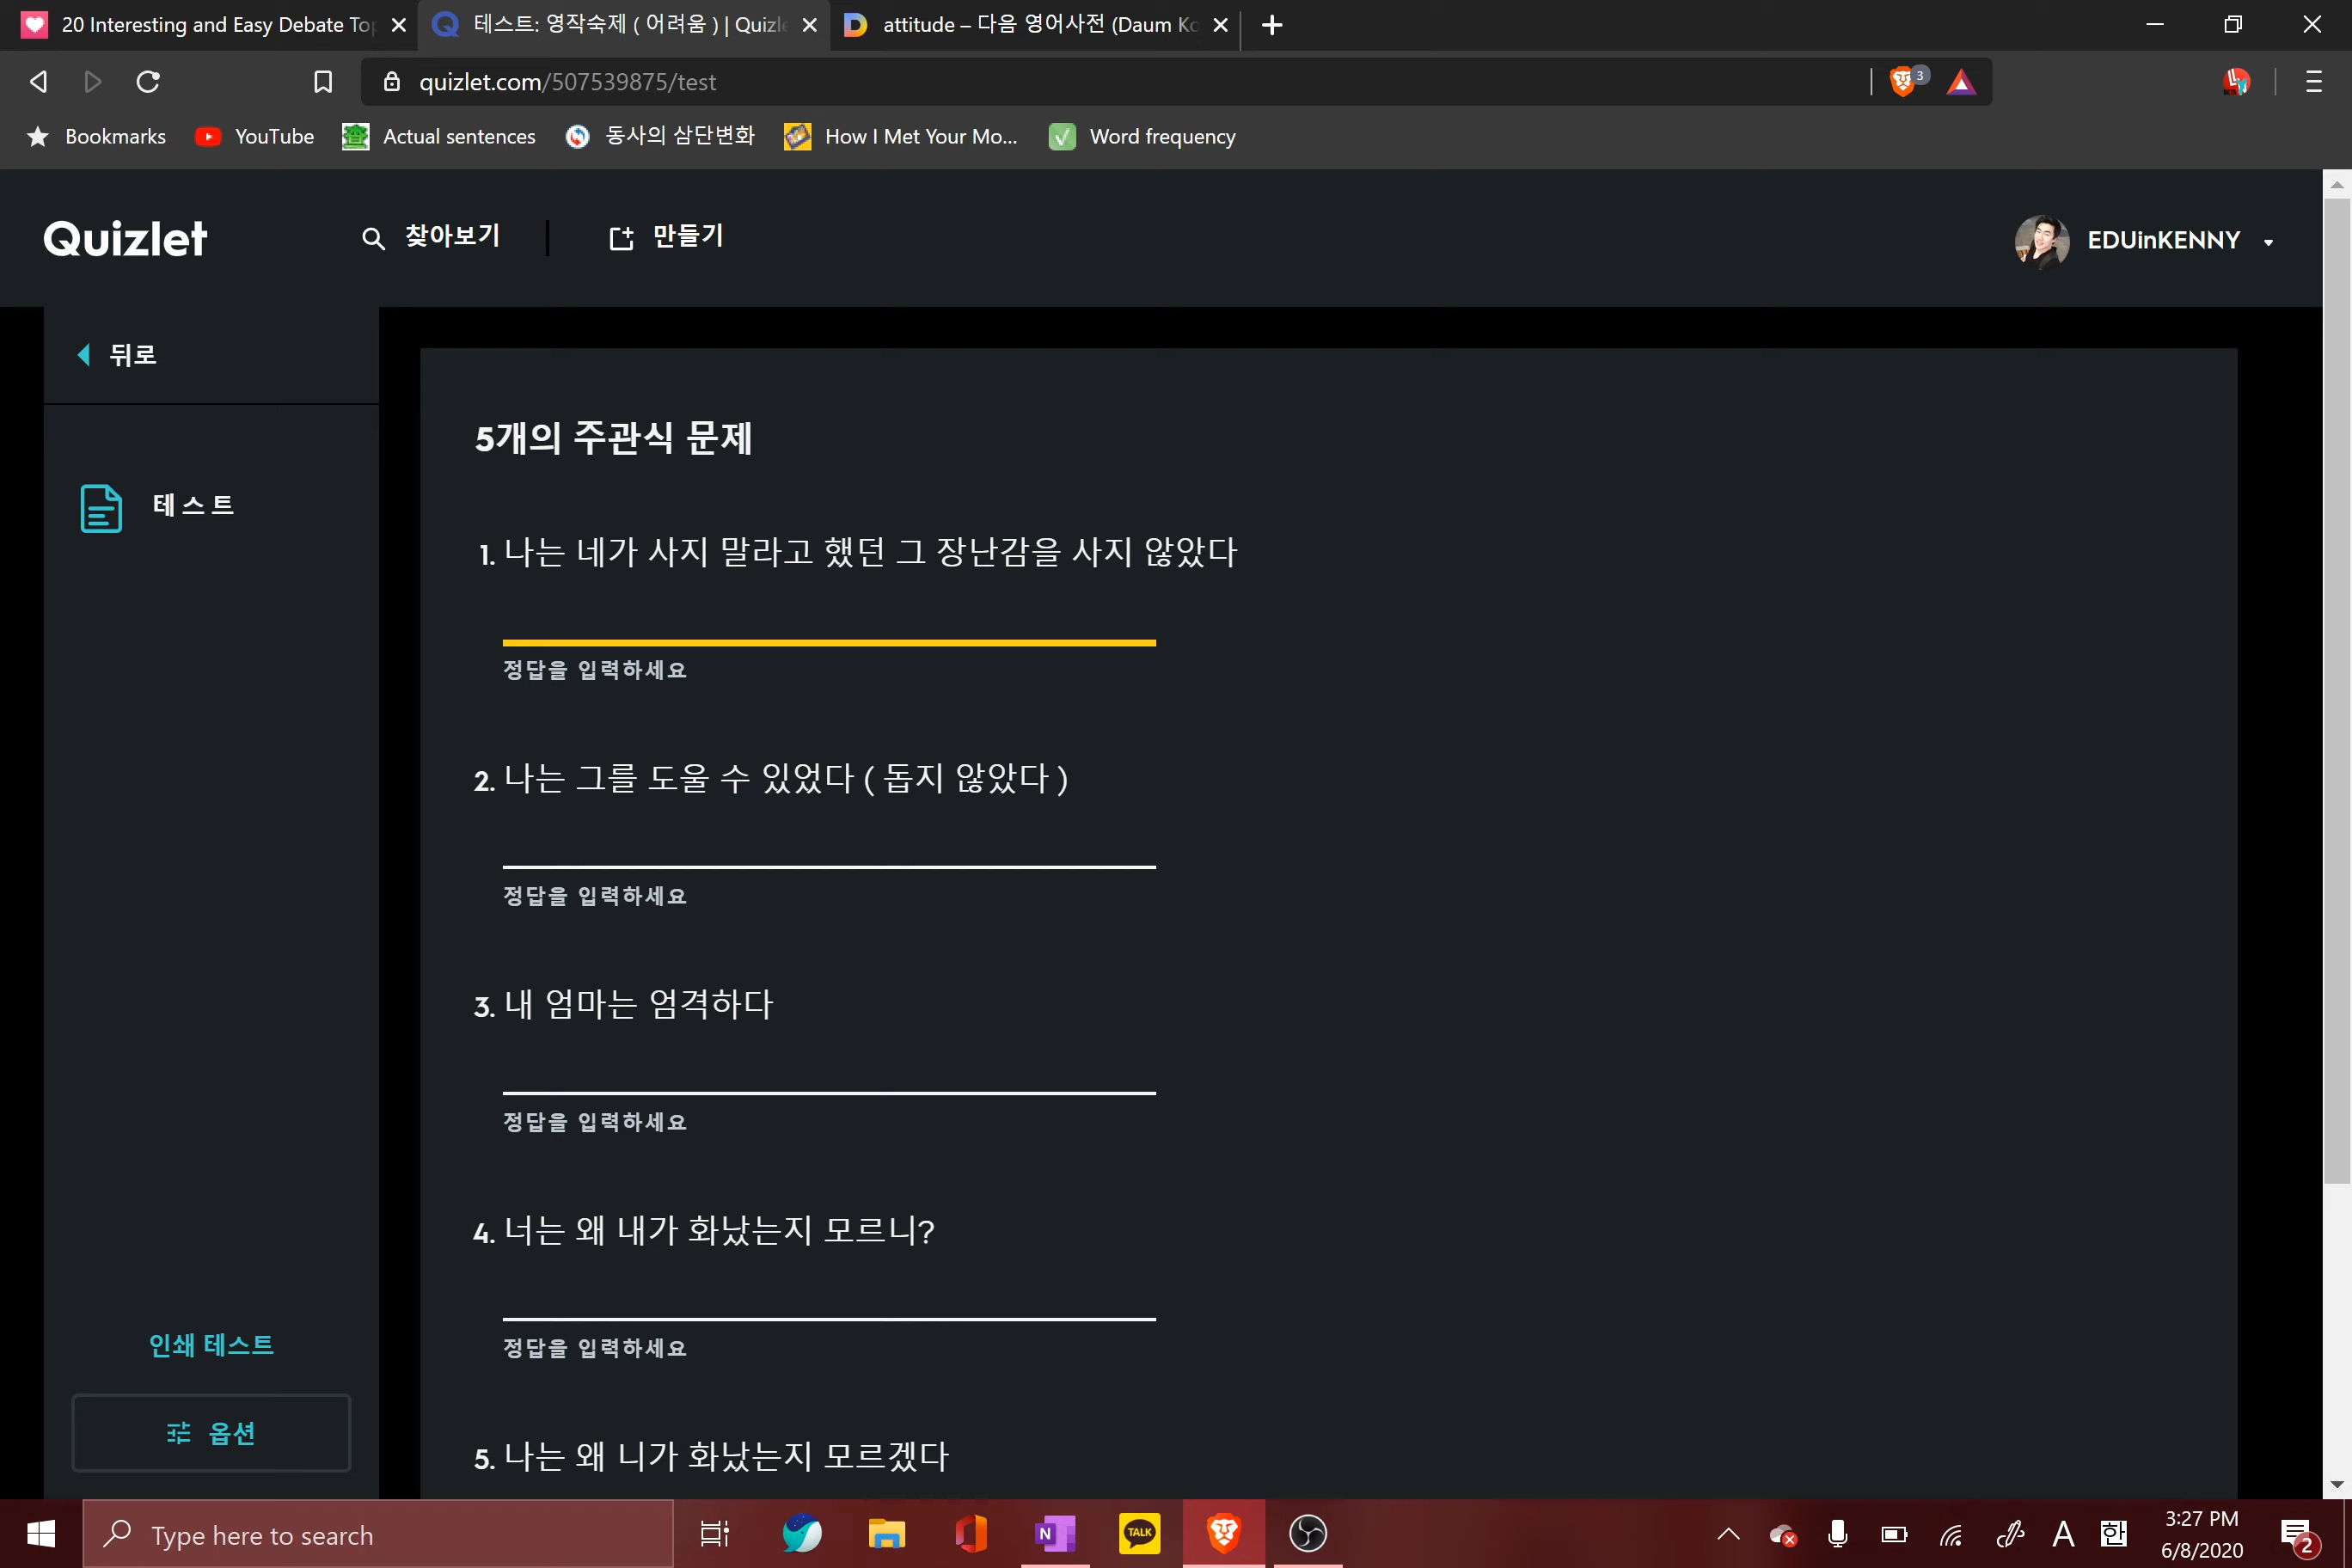 20 Interesting and Easy Debate To
테스트: 영작숙제 ( 어려움 ) | Quizle
attitude – 다음 영어사전 (Daum Ko
quizlet.com/507539875/test
3
Bookmarks
YouTube
Actual sentences
동사의 삼단변화
How I Met Your Mo...
Word frequency
Quizlet
찾아보기
만들기
EDUinKENNY
뒤로
테스트
5개의 주관식 문제
1. 나는 네가 사지 말라고 했던 그 장난감을 사지 않았다
정답을 입력하세요
2. 나는 그를 도울 수 있었다 ( 돕지 않았다 )
정답을 입력하세요
3. 내 엄마는 엄격하다
정답을 입력하세요
4. 너는 왜 내가 화났는지 모르니?
정답을 입력하세요
5. 나는 왜 니가 화났는지 모르겠다
인쇄 테스트
옵션
Type here to search
N
TALK
A
한
3:27 PM
6/8/2020
2